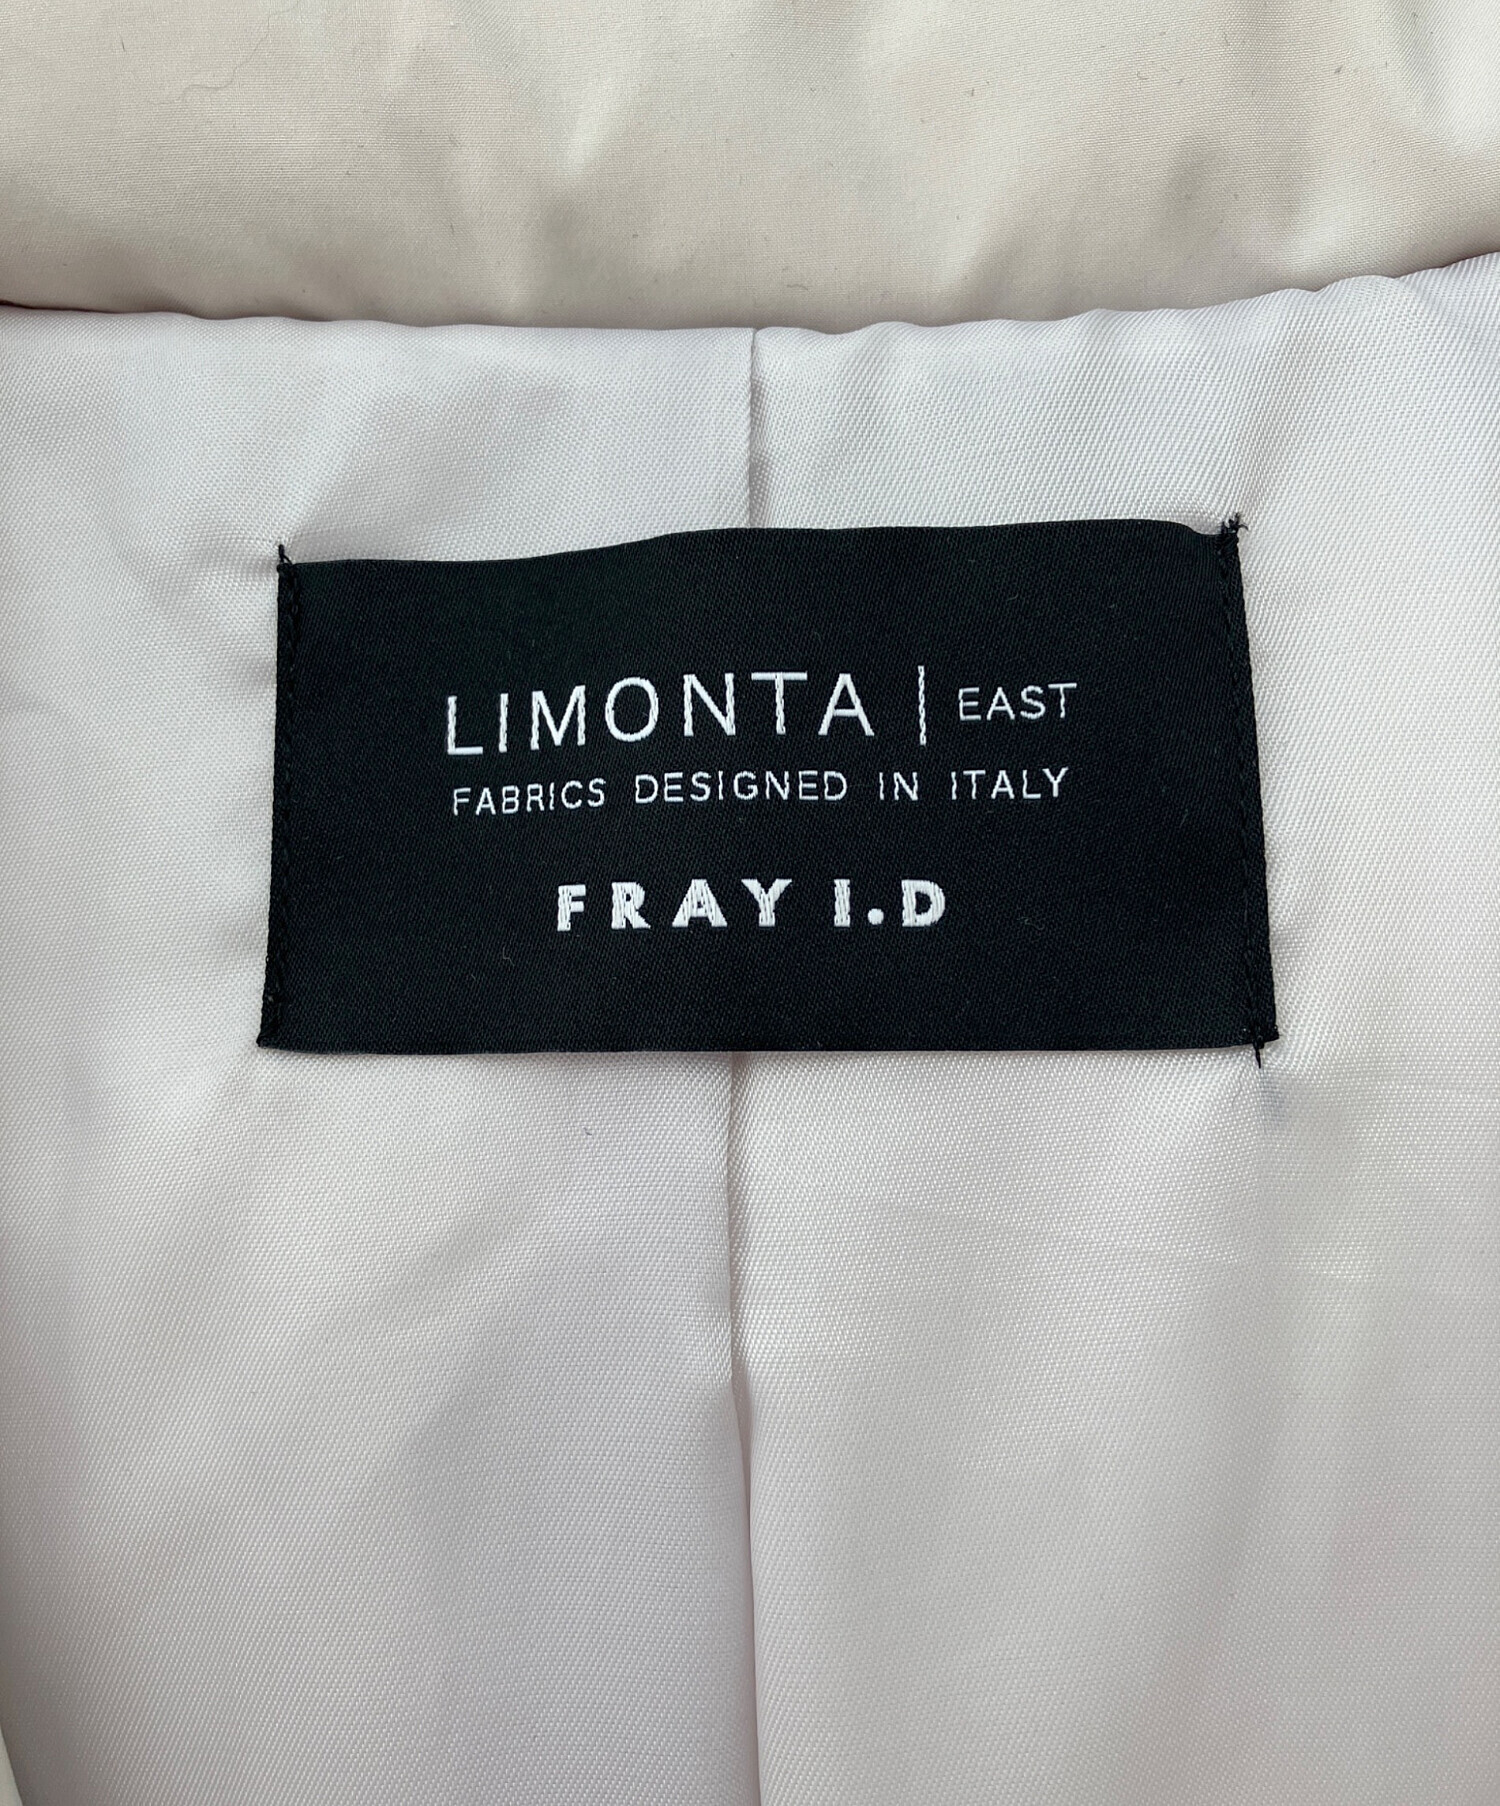 LIMONTA | EAST
FABRICS DESIGNED IN ITALY
FRAY I.D